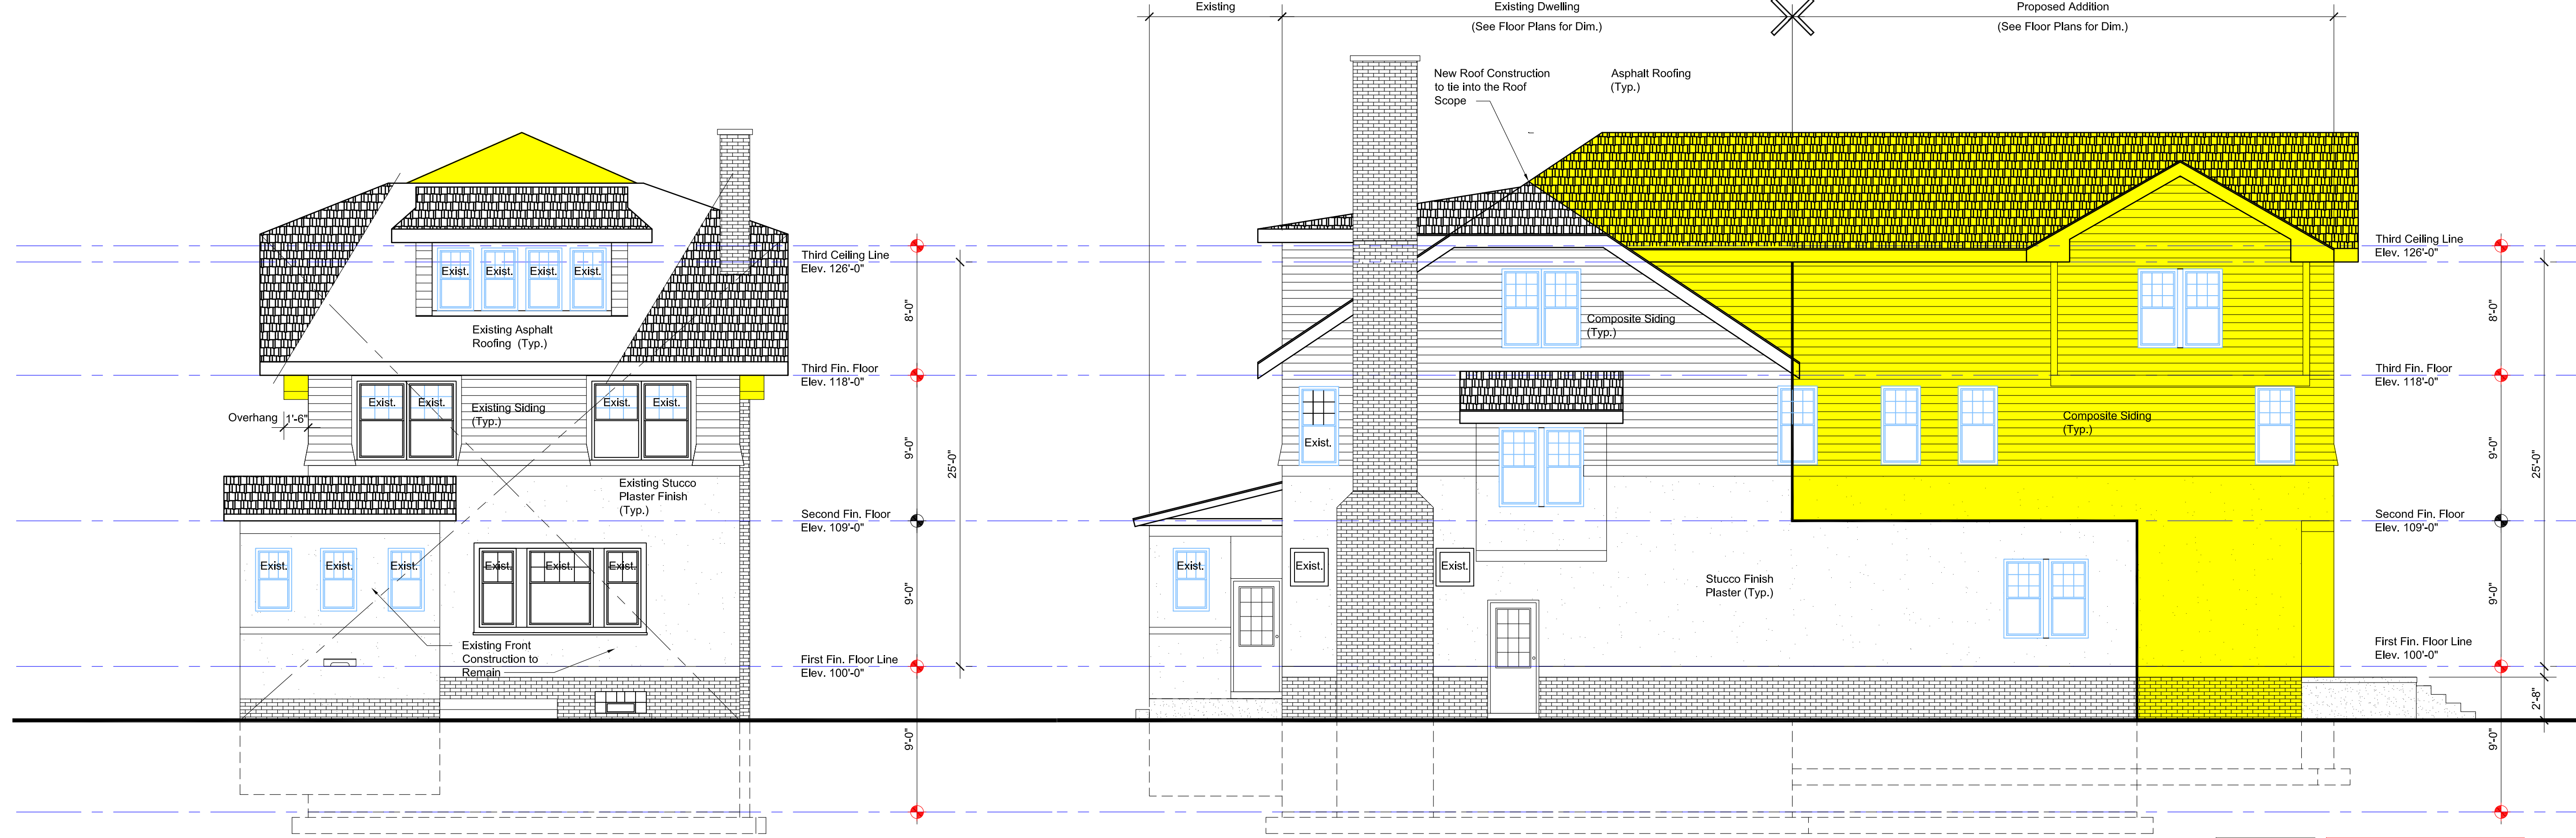 Existing
Existing Dwelling
(See Floor Plans for Dim.)
Proposed Addition
(See Floor Plans for Dim.)
New Roof Construction
to tie into the Roof
Scope
Asphalt Roofing
(Typ.)
Exist.
Exist.
Exist.
Exist.
Existing Asphalt
Roofing (Typ.)
Third Ceiling Line
Elev. 126'-0"
8'-0"
Third Fin. Floor
Elev. 118'-0"
Exist.
Exist.
Exist.
Exist.
Existing Siding
(Typ.)
Overhang
1'-6"
9'-0"
25'-0"
Existing Stucco
Plaster Finish
(Typ.)
Second Fin. Floor
Elev. 109'-0"
Exist.
Exist.
Exist.
Exist.
Exist.
Exist.
9'-0"
Existing Front
Construction to
Remain
First Fin. Floor Line
Elev. 100'-0"
9'-0"
Composite Siding
(Typ.)
Exist.
Exist.
Exist.
Exist.
Stucco Finish
Plaster (Typ.)
Composite Siding
(Typ.)
Third Ceiling Line
Elev. 126'-0"
8'-0"
Third Fin. Floor
Elev. 118'-0"
9'-0"
25'-0"
Second Fin. Floor
Elev. 109'-0"
9'-0"
First Fin. Floor Line
Elev. 100'-0"
2'-8"
9'-0"